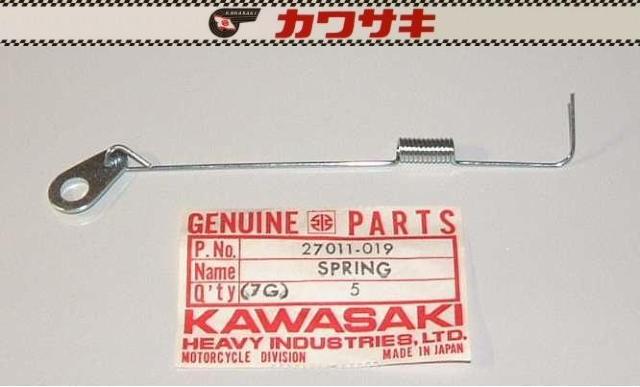 KAWASAKI
カワサキ
GENUINE PARTS
P.No. 27011-019
Name SPRING
Q'ty (7G) 5
KAWASAKI
HEAVY INDUSTRIES, LTD.
MOTORCYCLE DIVISION MADE IN JAPAN